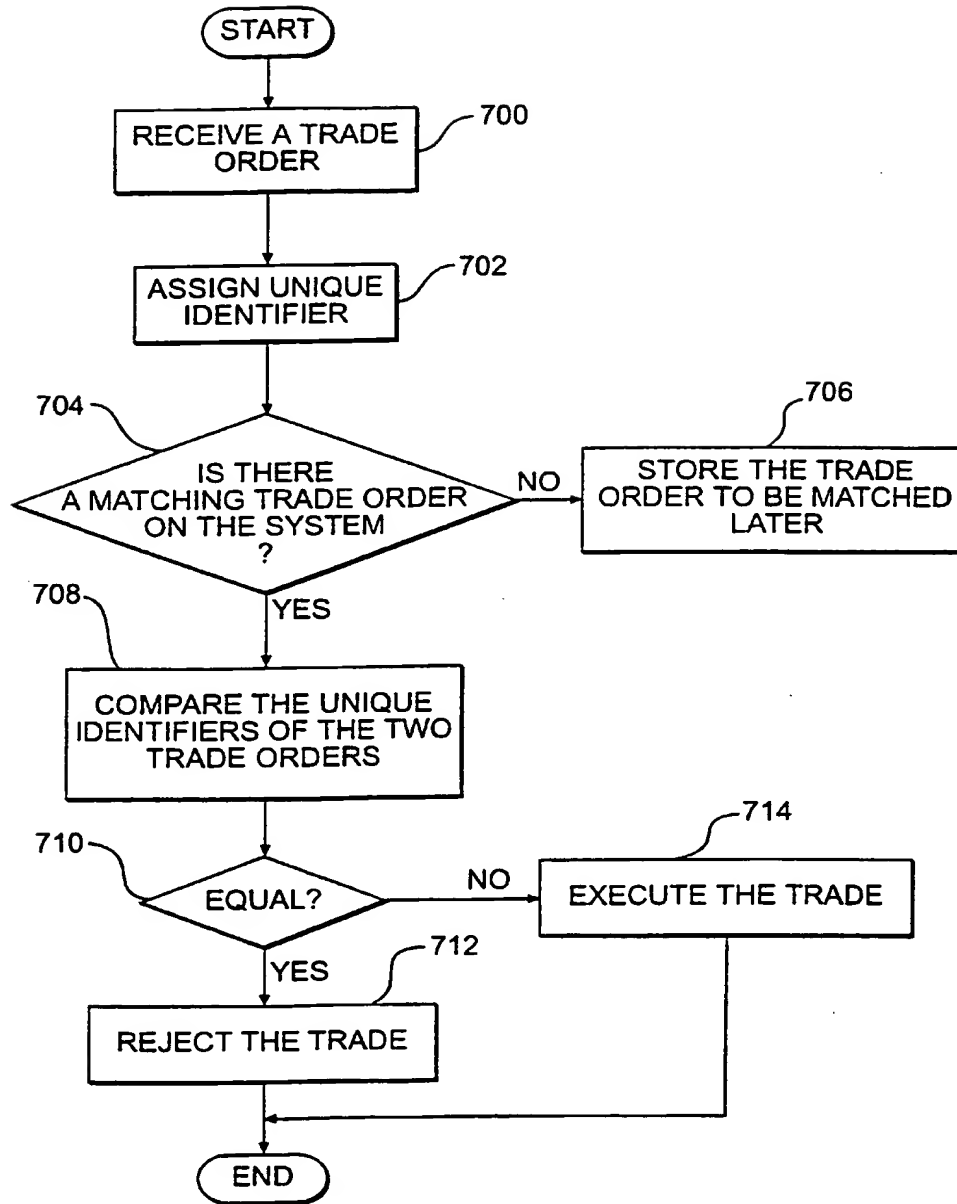 START
700
RECEIVE A TRADE
ORDER
702
ASSIGN UNIQUE
IDENTIFIER
704
IS THERE
A MATCHING TRADE ORDER
ON THE SYSTEM
?
NO
706
STORE THE TRADE
ORDER TO BE MATCHED
LATER
YES
708
COMPARE THE UNIQUE
IDENTIFIERS OF THE TWO
TRADE ORDERS
710
EQUAL?
NO
714
EXECUTE THE TRADE
YES
712
REJECT THE TRADE
END